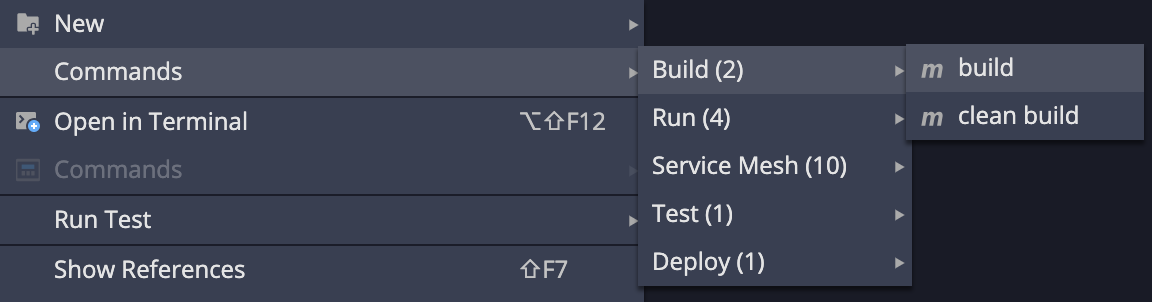 New
Commands
Open in Terminal ⌥⇧F12
Commands
Run Test
Show References ⇧F7
Build (2)
Run (4)
Service Mesh (10)
Test (1)
Deploy (1)
m build
m clean build